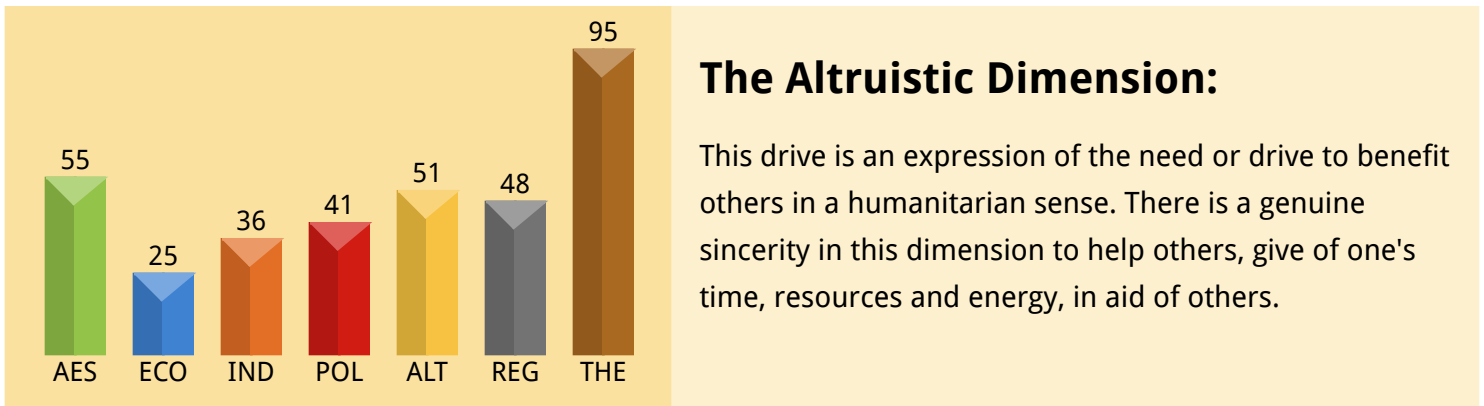 95
55
51
48
41
36
25
AES ECO IND POL ALT REG THE
The Altruistic Dimension:
This drive is an expression of the need or drive to benefit
others in a humanitarian sense. There is a genuine
sincerity in this dimension to help others, give of one's
time, resources and energy, in aid of others.